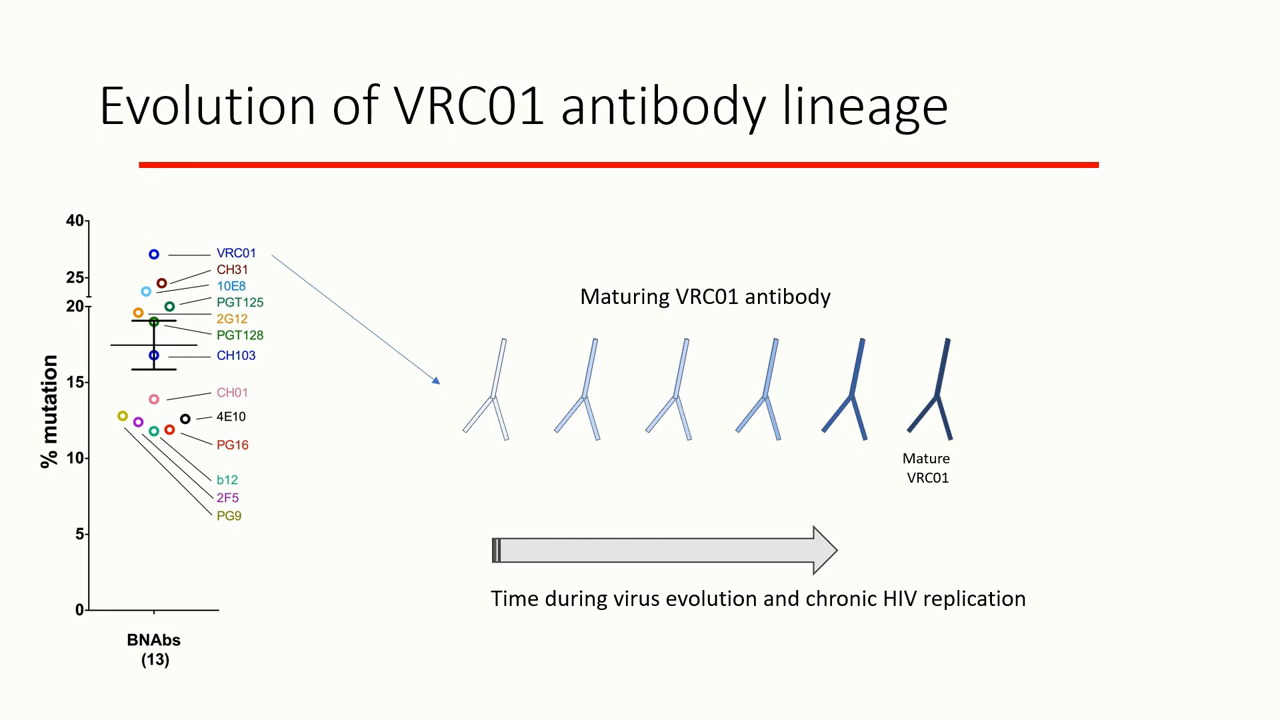 Evolution of VRC01 antibody lineage
40
25
20
15
10
5
0
% mutation
VRC01
CH31
10E8
PGT125
2G12
PGT128
CH103
CH01
4E10
PG16
b12
2F5
PG9
BNAbs
(13)
Maturing VRC01 antibody
Mature
VRC01
Time during virus evolution and chronic HIV replication